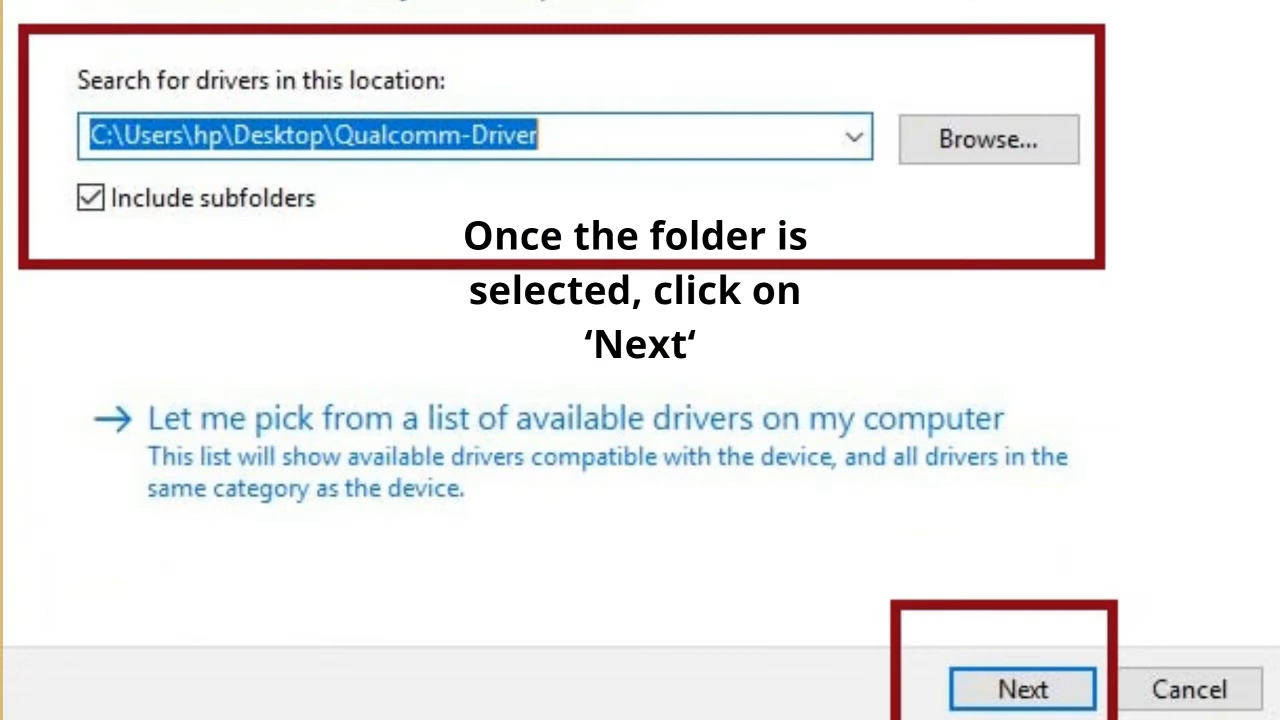 Search for drivers in this location:
C:\Users\hp\Desktop\Qualcomm-Driver
Browse...
Include subfolders
Once the folder is
selected, click on
‘Next‘
Let me pick from a list of available drivers on my computer
This list will show available drivers compatible with the device, and all drivers in the
same category as the device.
Next
Cancel